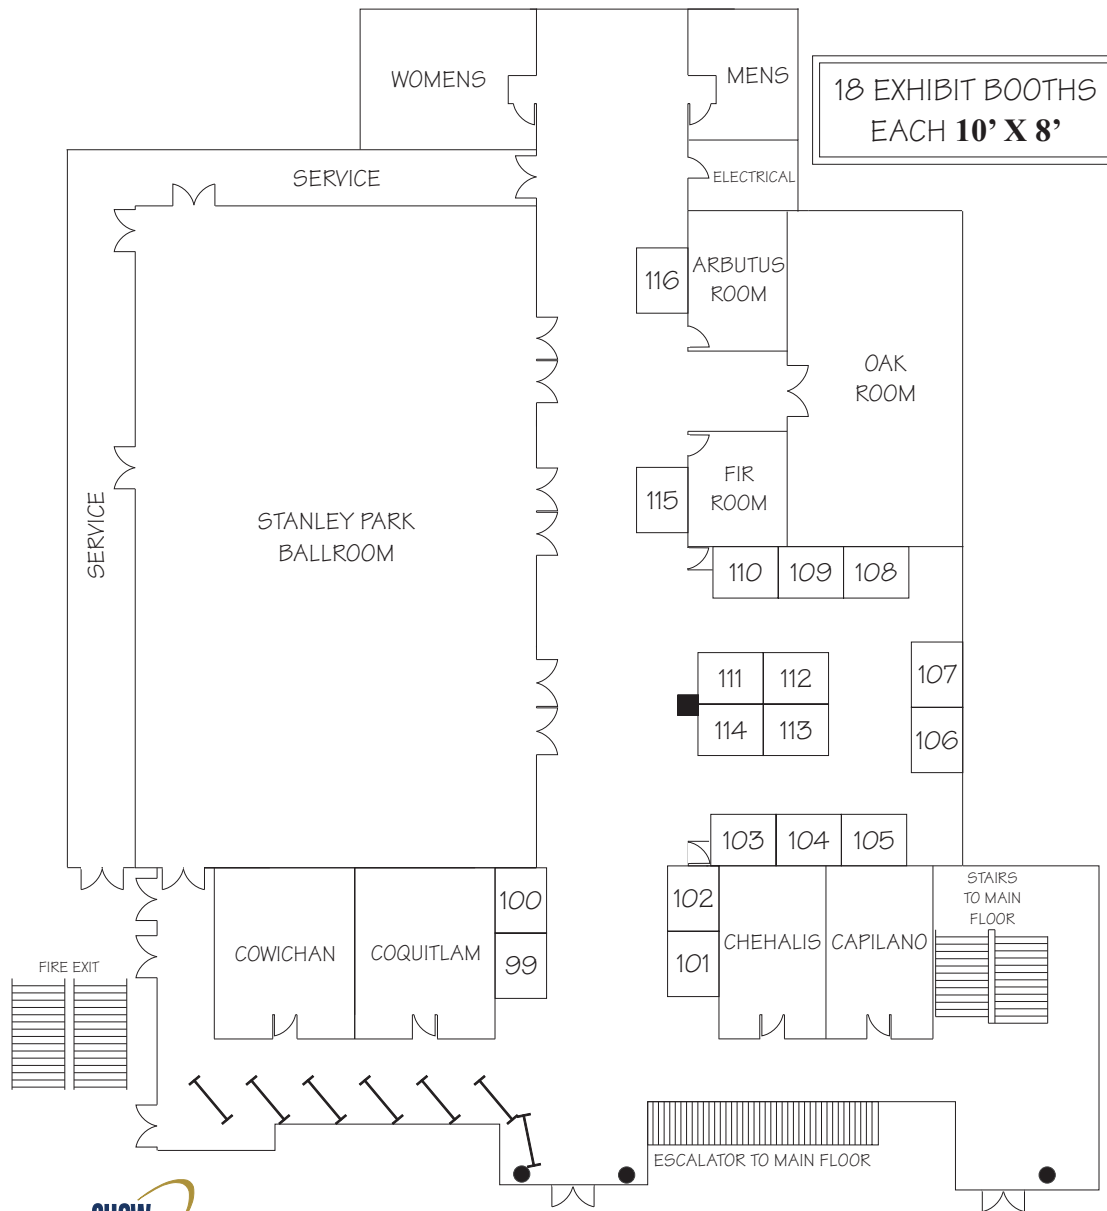 WOMENS
MENS
18 EXHIBIT BOOTHS
EACH 10' X 8'
SERVICE
ELECTRICAL
116
ARBUTUS
ROOM
OAK
ROOM
FIR
ROOM
115
SERVICE
STANLEY PARK
BALLROOM
110
109
108
111
112
107
114
113
106
103
104
105
100
102
STAIRS
TO MAIN
FLOOR
COWICHAN
COQUITLAM
99
101
CHEHALIS
CAPILANO
FIRE EXIT
ESCALATOR TO MAIN FLOOR
SHOW